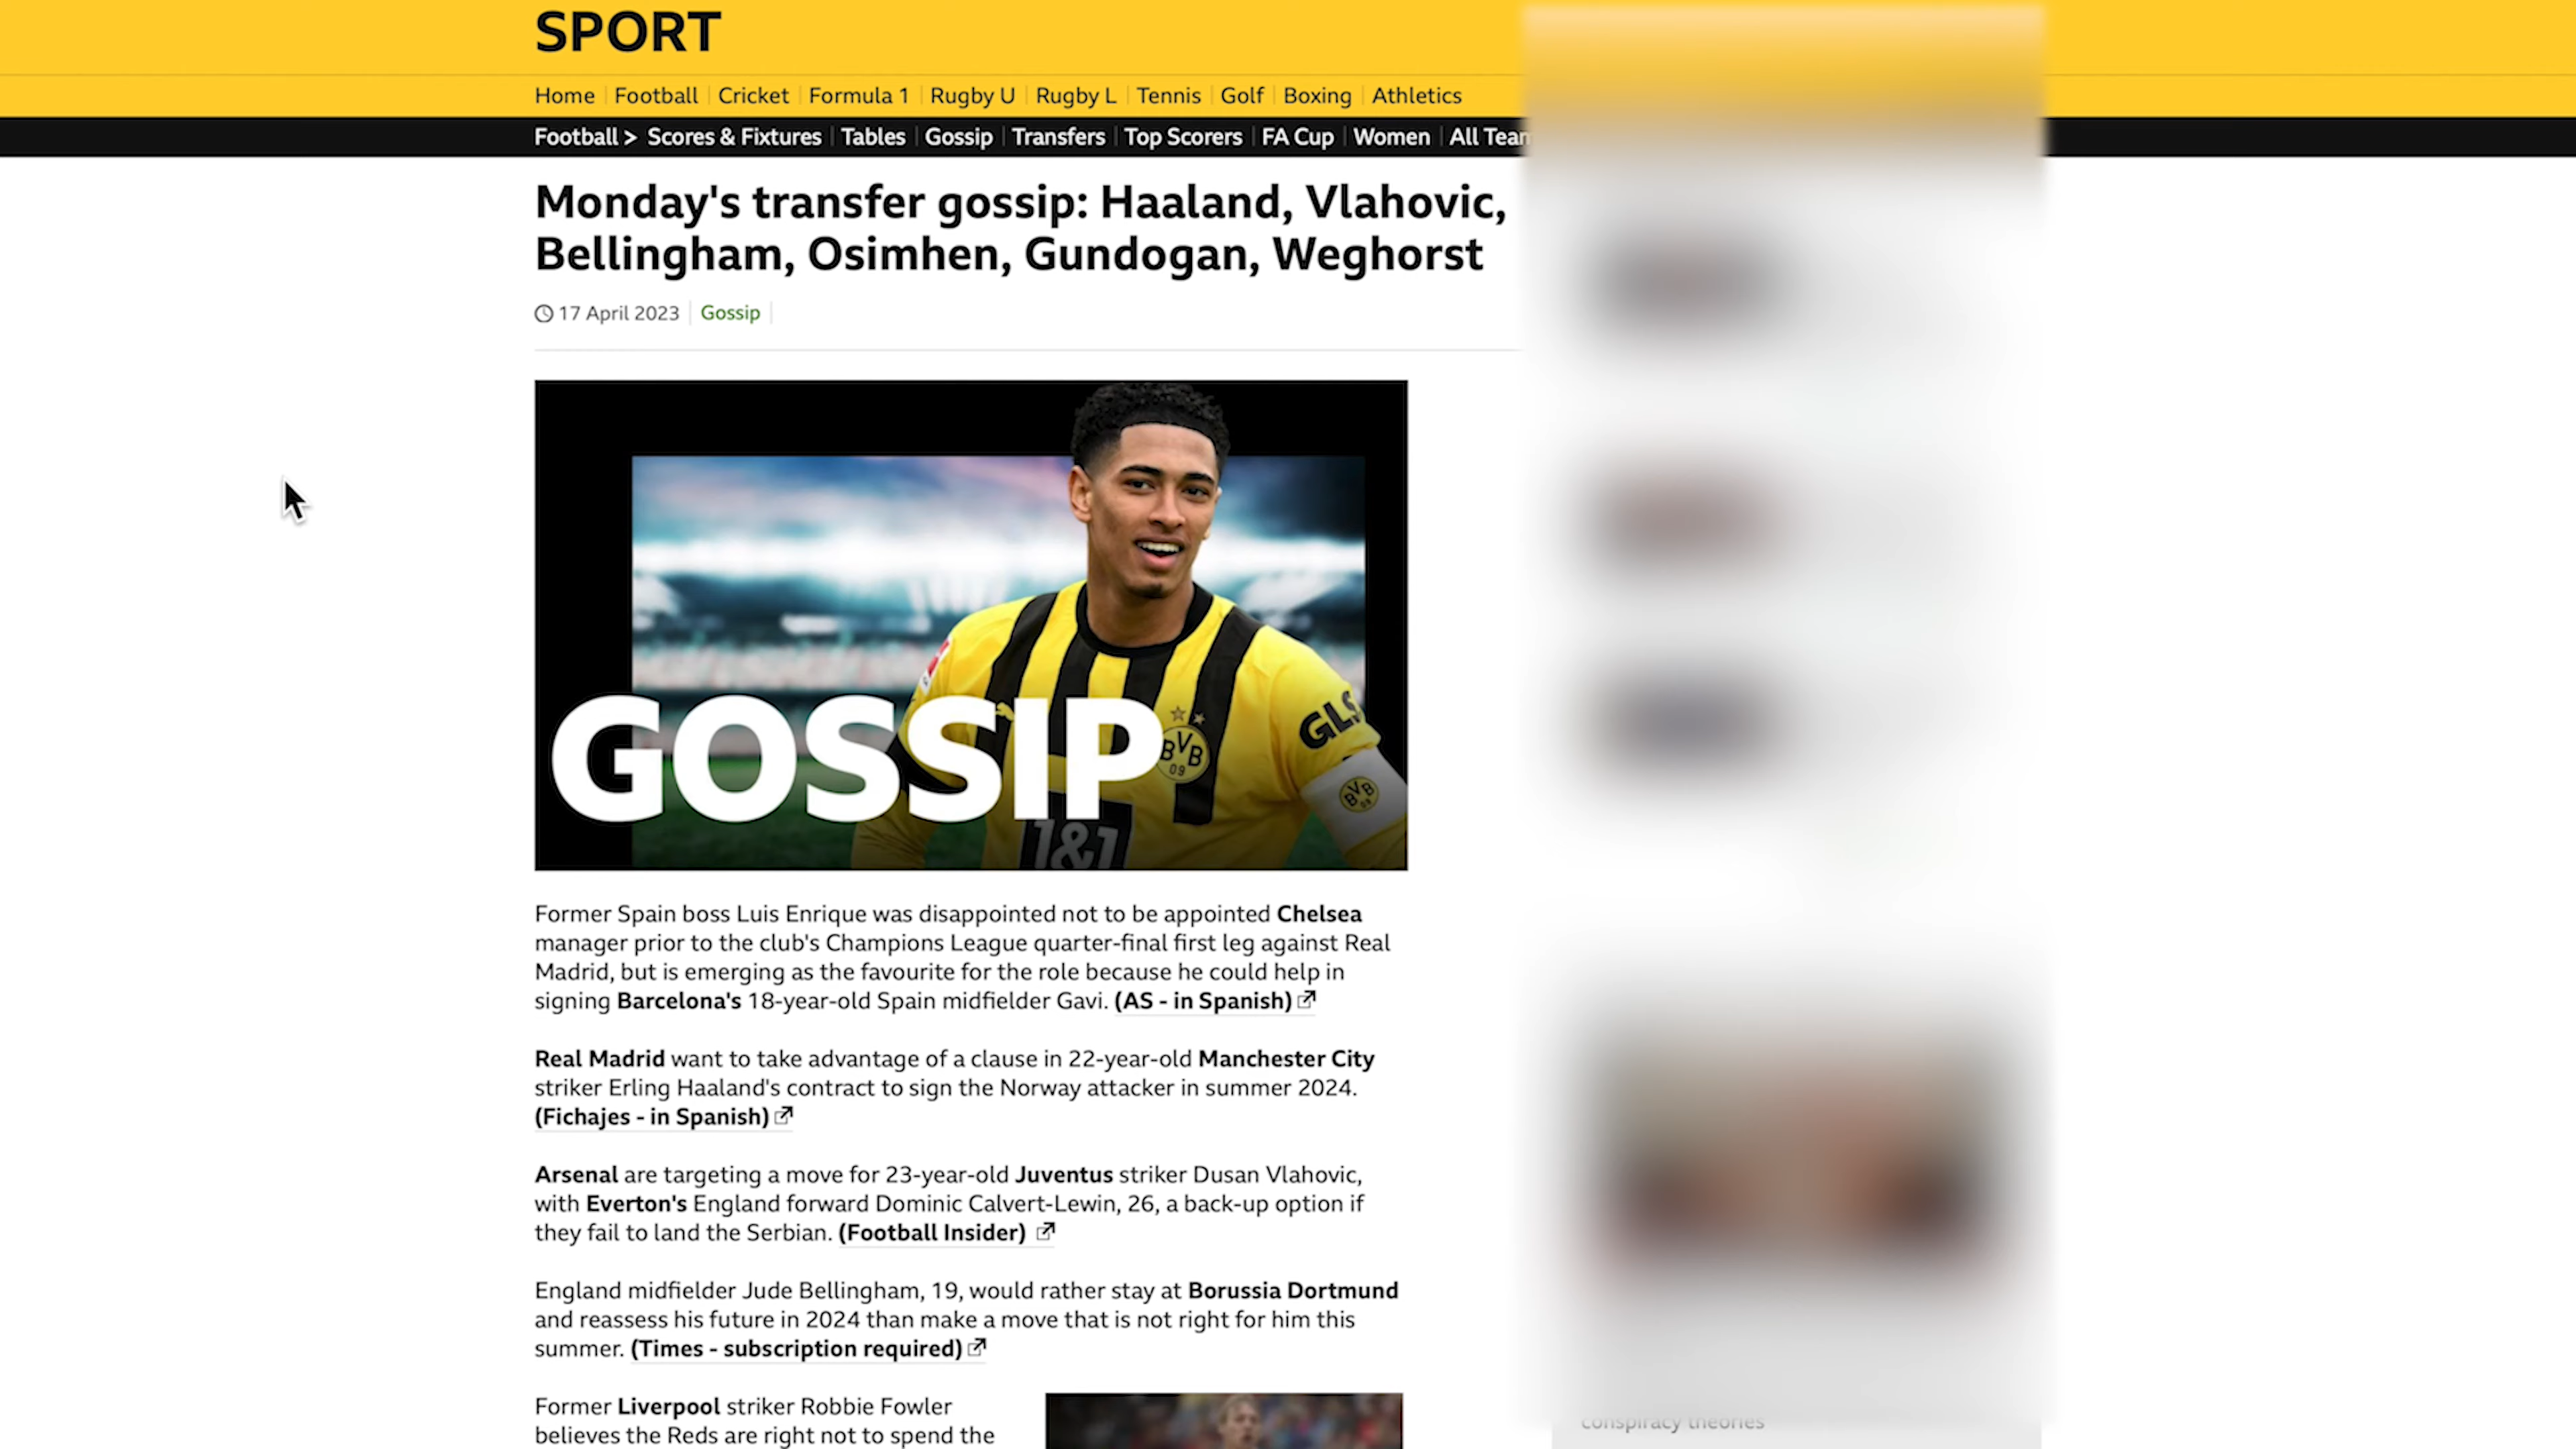 SPORT
Home Football Cricket Formula 1 Rugby U Rugby L Tennis Golf Boxing Athletics
Football > Scores & Fixtures Tables Gossip Transfers Top Scorers FA Cup Women All
Monday's transfer gossip: Haaland, Vlahovic,
Bellingham, Osimhen, Gundogan, Weghorst
17 April 2023 Gossip
GOSSIP
BVB
09
GLS
BVB
09
1&1
Former Spain boss Luis Enrique was disappointed not to be appointed Chelsea
manager prior to the club's Champions League quarter-final first leg against Real
Madrid, but is emerging as the favourite for the role because he could help in
signing Barcelona's 18-year-old Spain midfielder Gavi. (AS - in Spanish)
Real Madrid want to take advantage of a clause in 22-year-old Manchester City
striker Erling Haaland's contract to sign the Norway attacker in summer 2024.
(Fichajes - in Spanish)
Arsenal are targeting a move for 23-year-old Juventus striker Dusan Vlahovic,
with Everton's England forward Dominic Calvert-Lewin, 26, a back-up option if
they fail to land the Serbian. (Football Insider)
England midfielder Jude Bellingham, 19, would rather stay at Borussia Dortmund
and reassess his future in 2024 than make a move that is not right for him this
summer. (Times - subscription required)
Former Liverpool striker Robbie Fowler
believes the Reds are right not to spend the
conspiracy theories